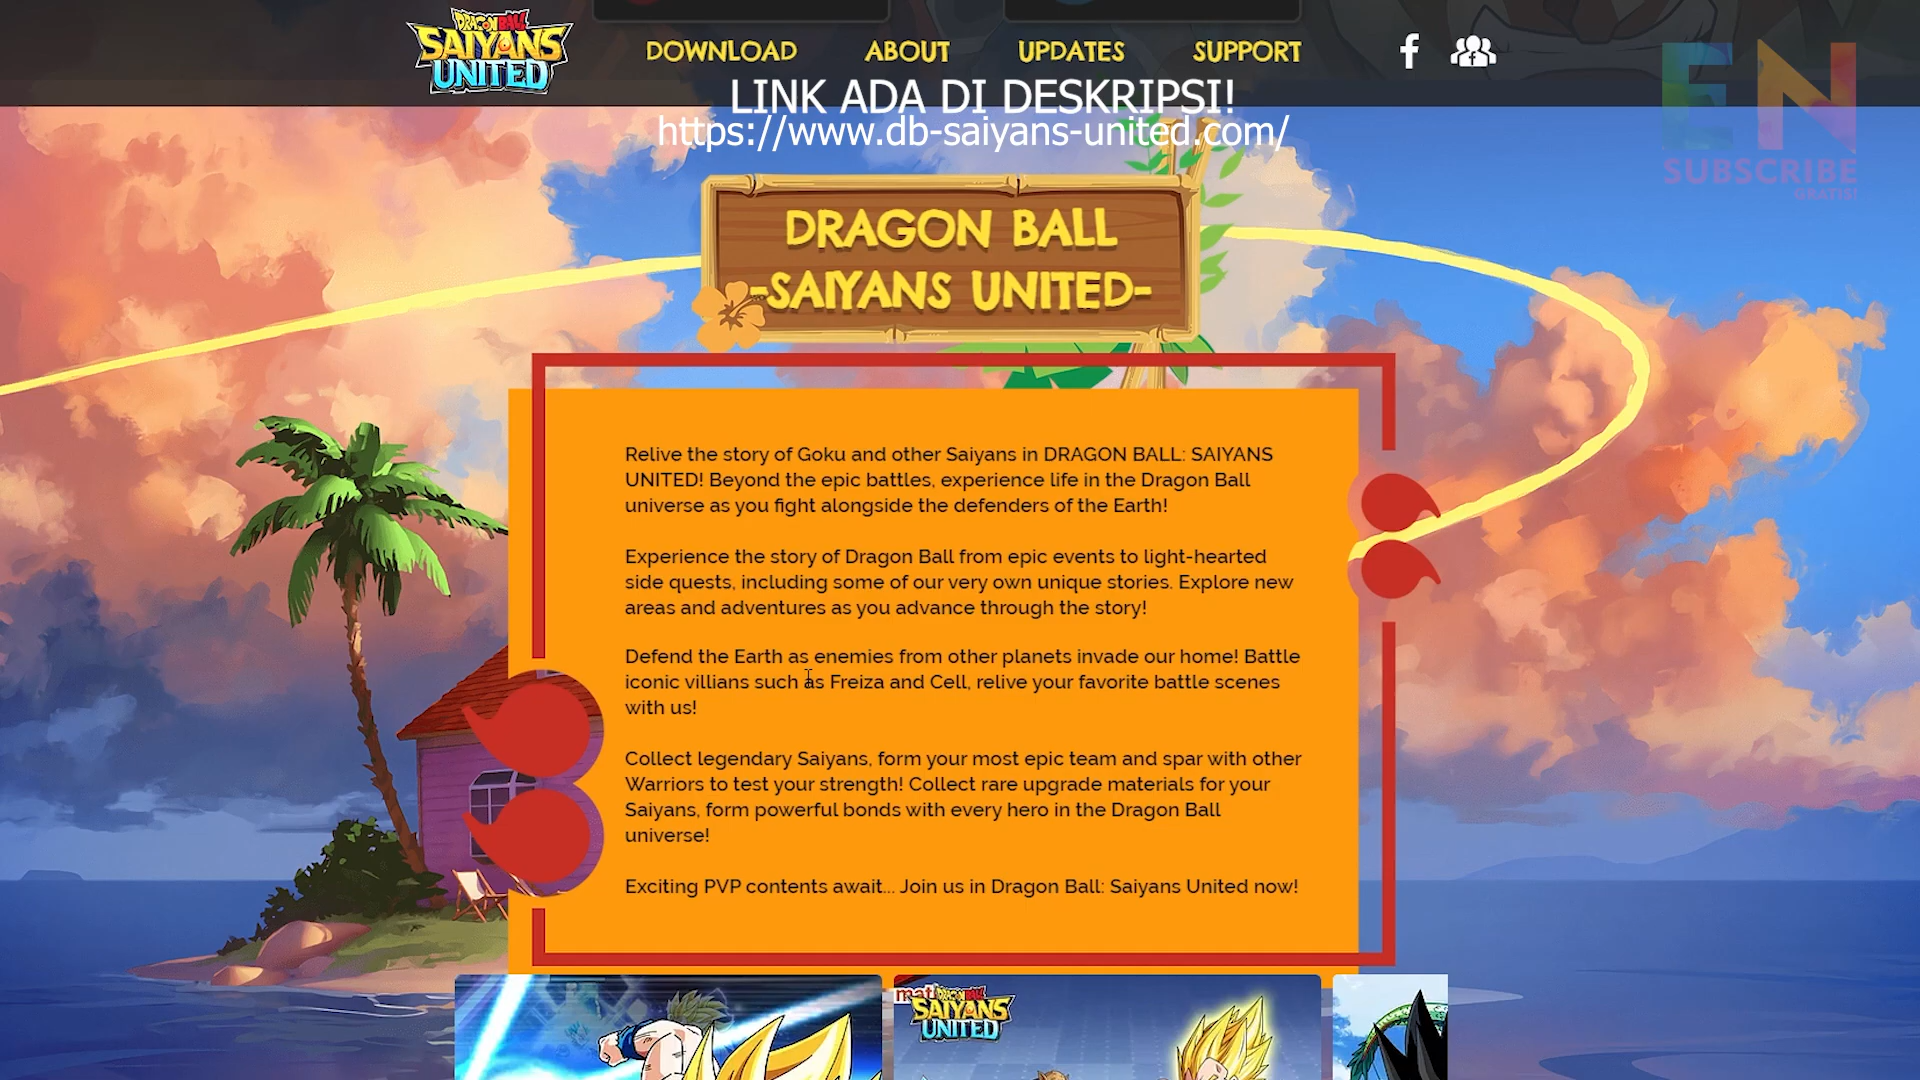 DRAGON BALL
SAIYANS
UNITED
DOWNLOAD ABOUT UPDATES SUPPORT
EN
SUBSCRIBE
GRATIS!
LINK ADA DI DESKRIPSI!
https://www.db-saiyans-united.com/
DRAGON BALL
-SAIYANS UNITED-
Relive the story of Goku and other Saiyans in DRAGON BALL: SAIYANS
UNITED! Beyond the epic battles, experience life in the Dragon Ball
universe as you fight alongside the defenders of the Earth!
Experience the story of Dragon Ball from epic events to light-hearted
side quests, including some of our very own unique stories. Explore new
areas and adventures as you advance through the story!
Defend the Earth as enemies from other planets invade our home! Battle
iconic villians such as Freiza and Cell, relive your favorite battle scenes
with us!
Collect legendary Saiyans, form your most epic team and spar with other
Warriors to test your strength! Collect rare upgrade materials for your
Saiyans, form powerful bonds with every hero in the Dragon Ball
universe!
Exciting PVP contents await... Join us in Dragon Ball: Saiyans United now!
DRAGON BALL
SAIYANS
UNITED